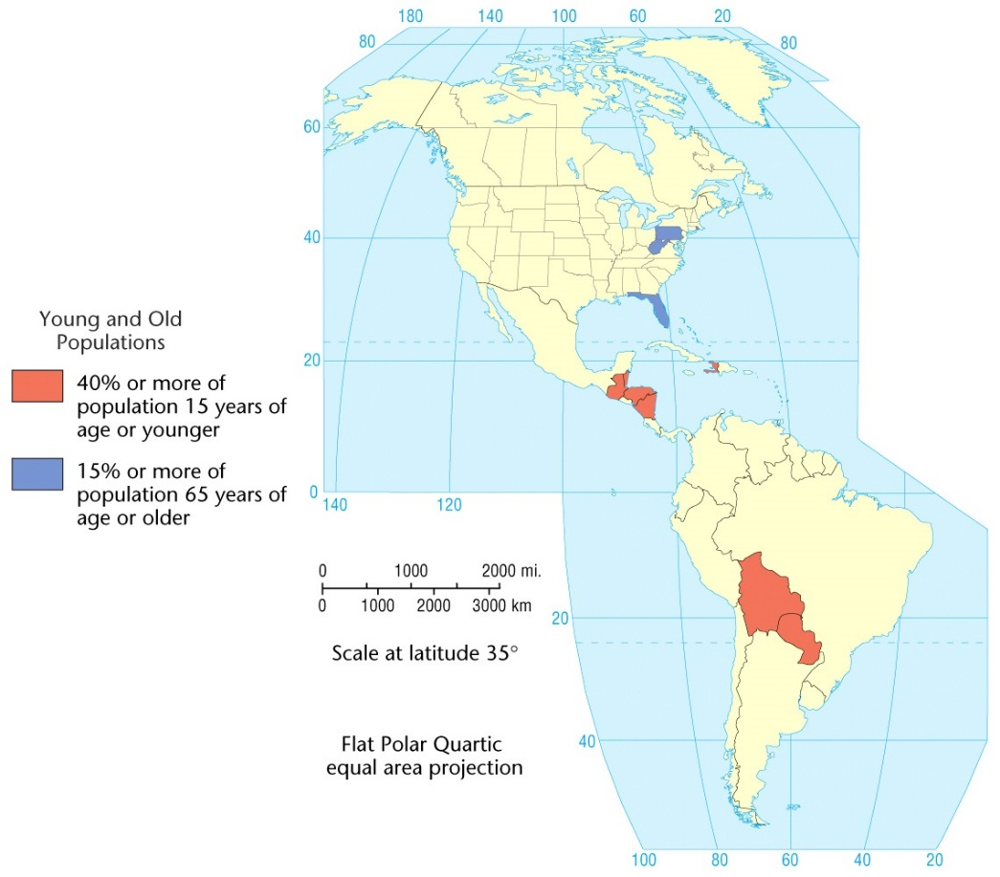 180 140 100 60 20
80 80
60
40
20
0
140 120
20
40
100 80 60 40 20
Young and Old
Populations
40% or more of
population 15 years of
age or younger
15% or more of
population 65 years of
age or older
0 1000 2000 mi.
0 1000 2000 3000 km
Scale at latitude 35°
Flat Polar Quartic
equal area projection